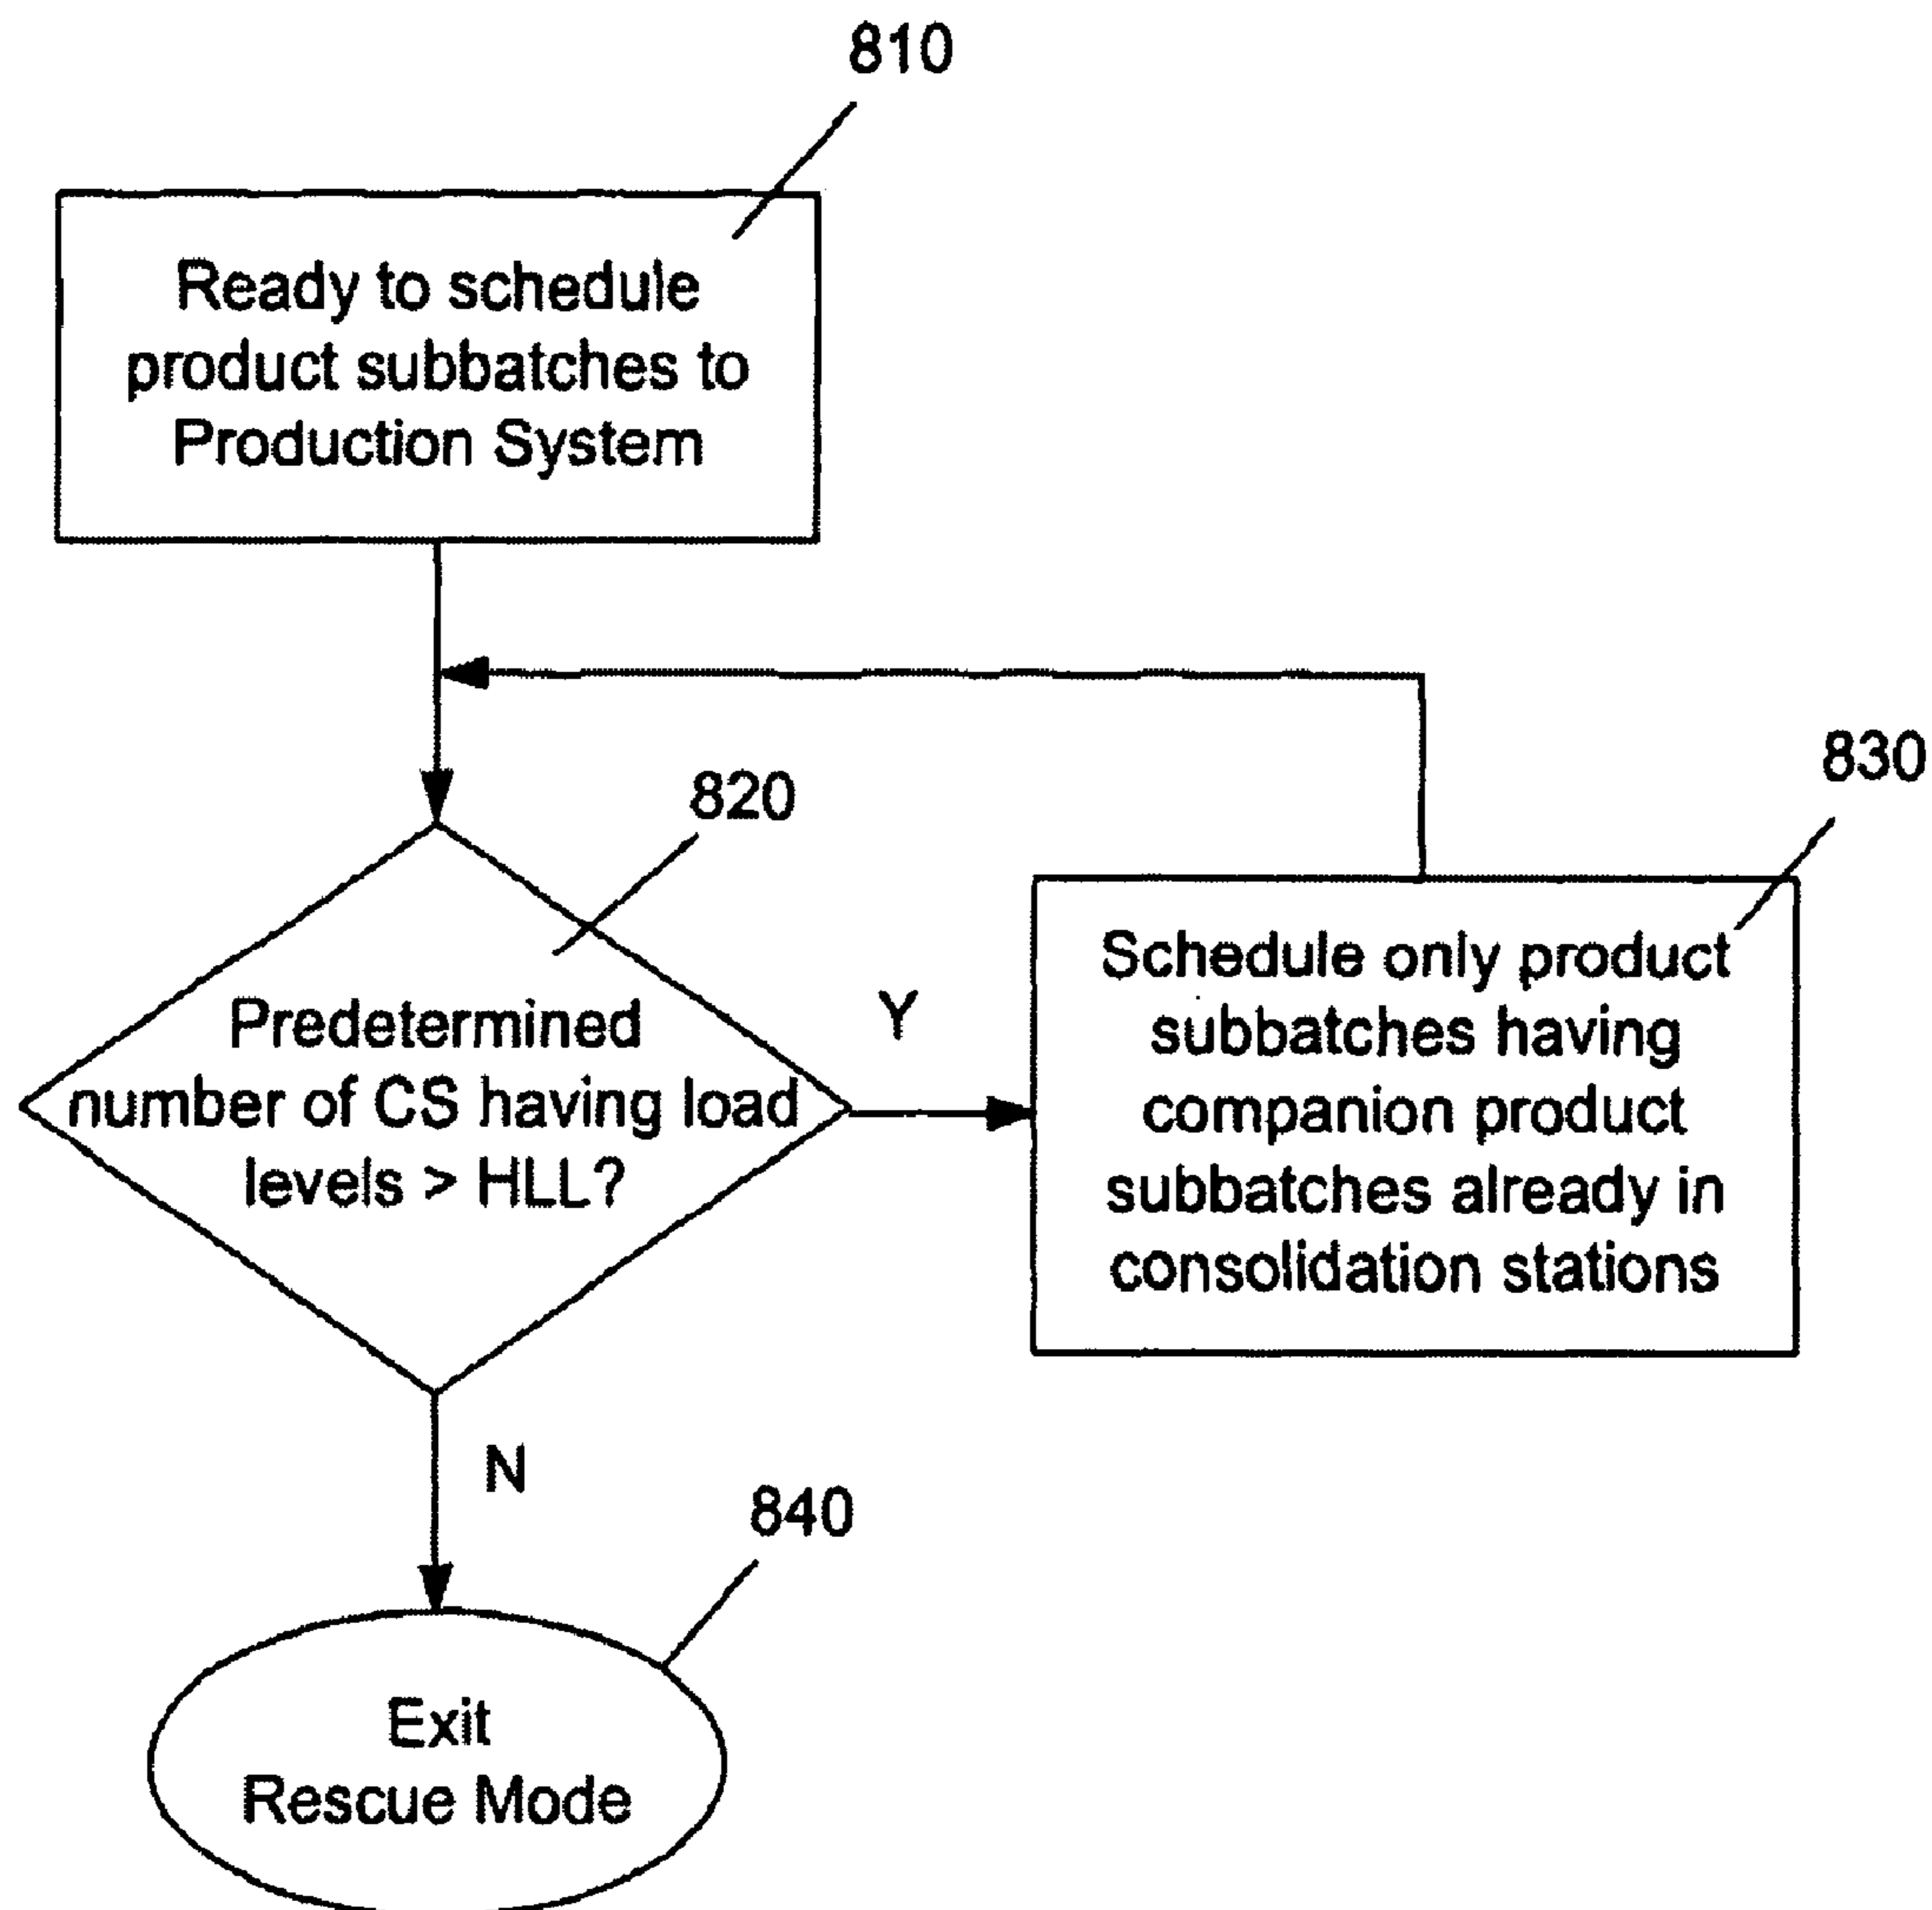 810
Ready to schedule
product subbatches to
Production System
820
Predetermined
number of CS having load
levels > HLL?
Y
830
Schedule only product
subbatches having
companion product
subbatches already in
consolidation stations
N
840
Exit
Rescue Mode